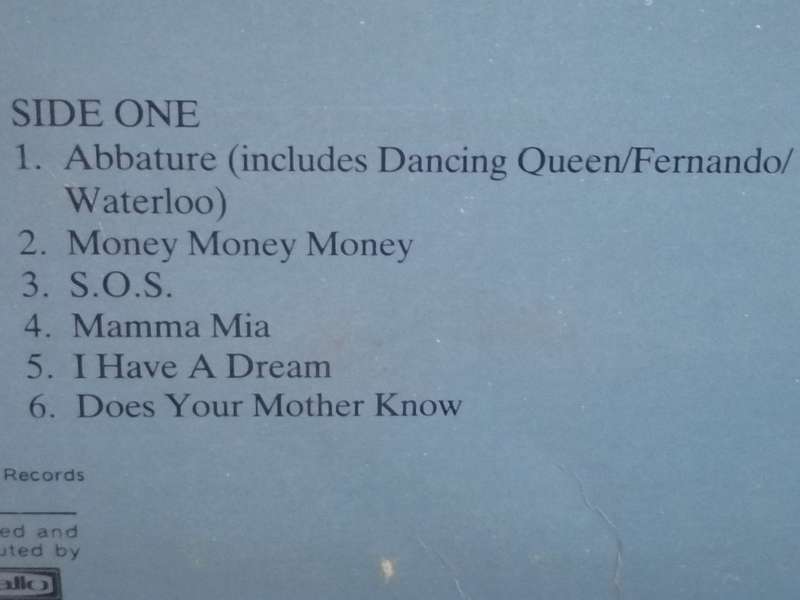 SIDE ONE
1. Abbature (includes Dancing Queen/Fernando/
Waterloo)
2. Money Money Money
3. S.O.S.
4. Mamma Mia
5. I Have A Dream
6. Does Your Mother Know
Records
ed and
uted by
allo